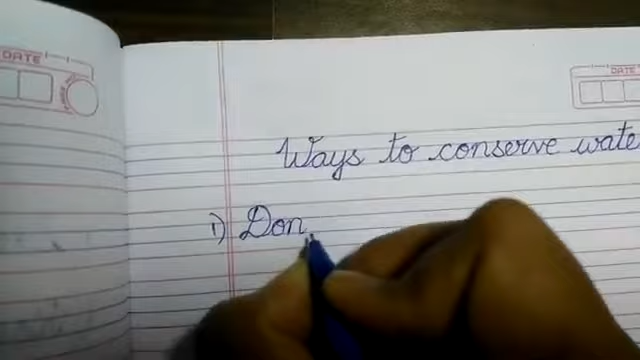 DATE
DATE
Ways to conserve wate
1) Don